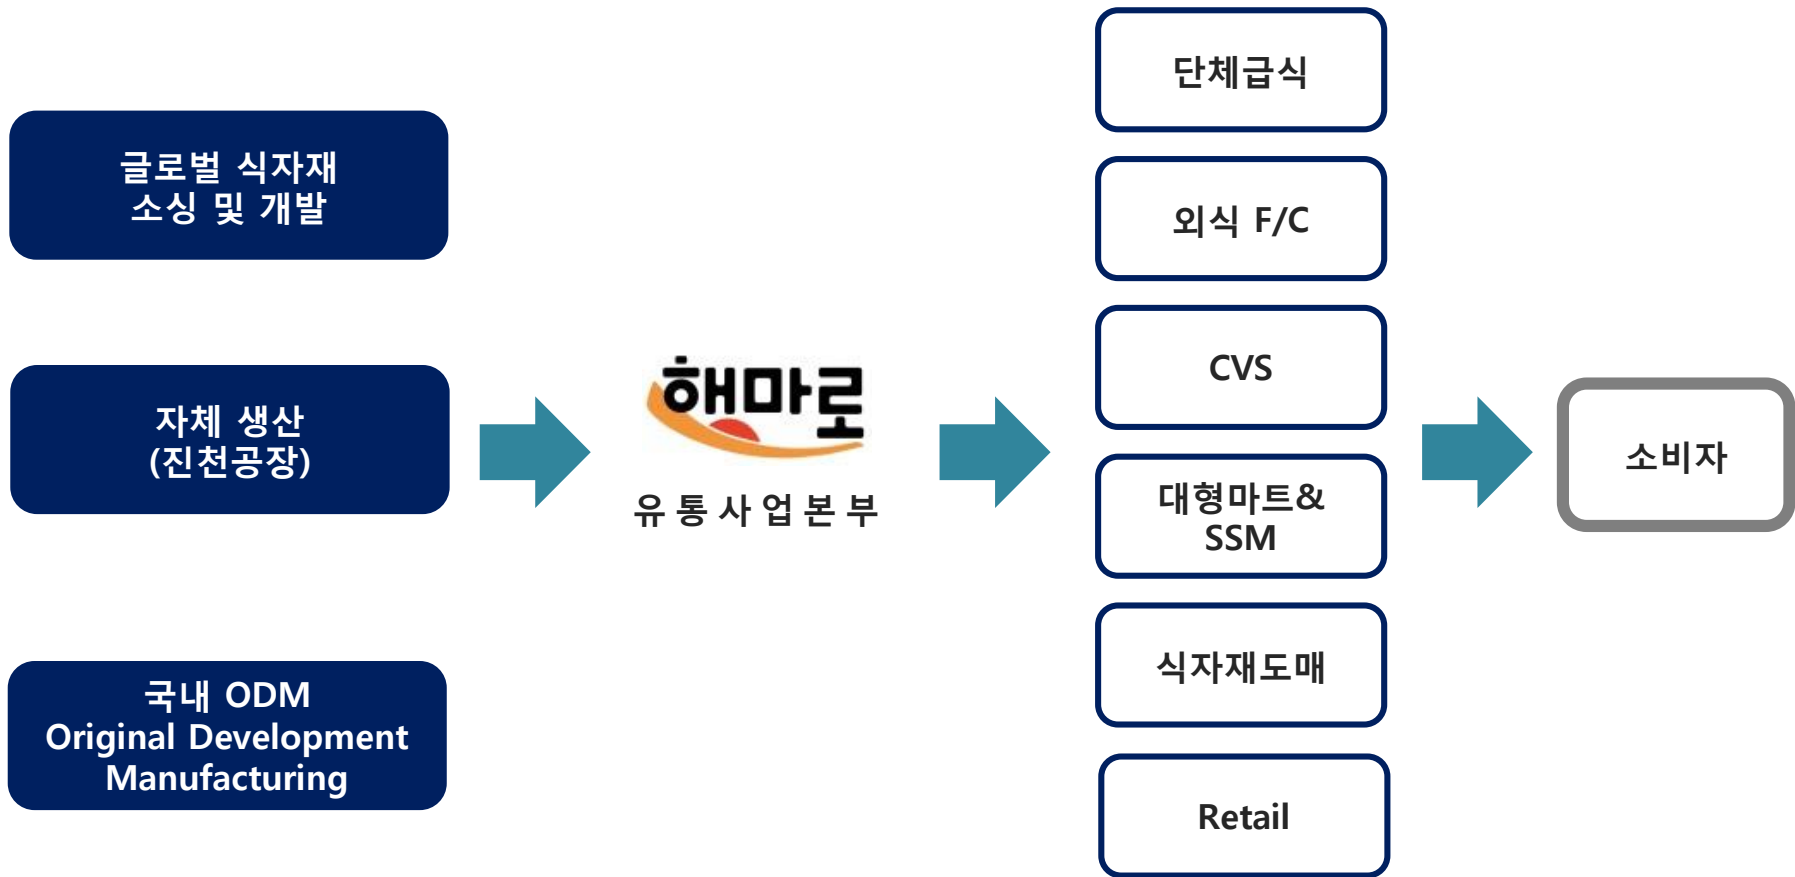 글로벌 식자재
소싱 및 개발
자체 생산
(진천공장)
국내 ODM
Original Development
Manufacturing
해마로
유통사업본부
단체급식
외식 F/C
CVS
대형마트&
SSM
식자재도매
Retail
소비자